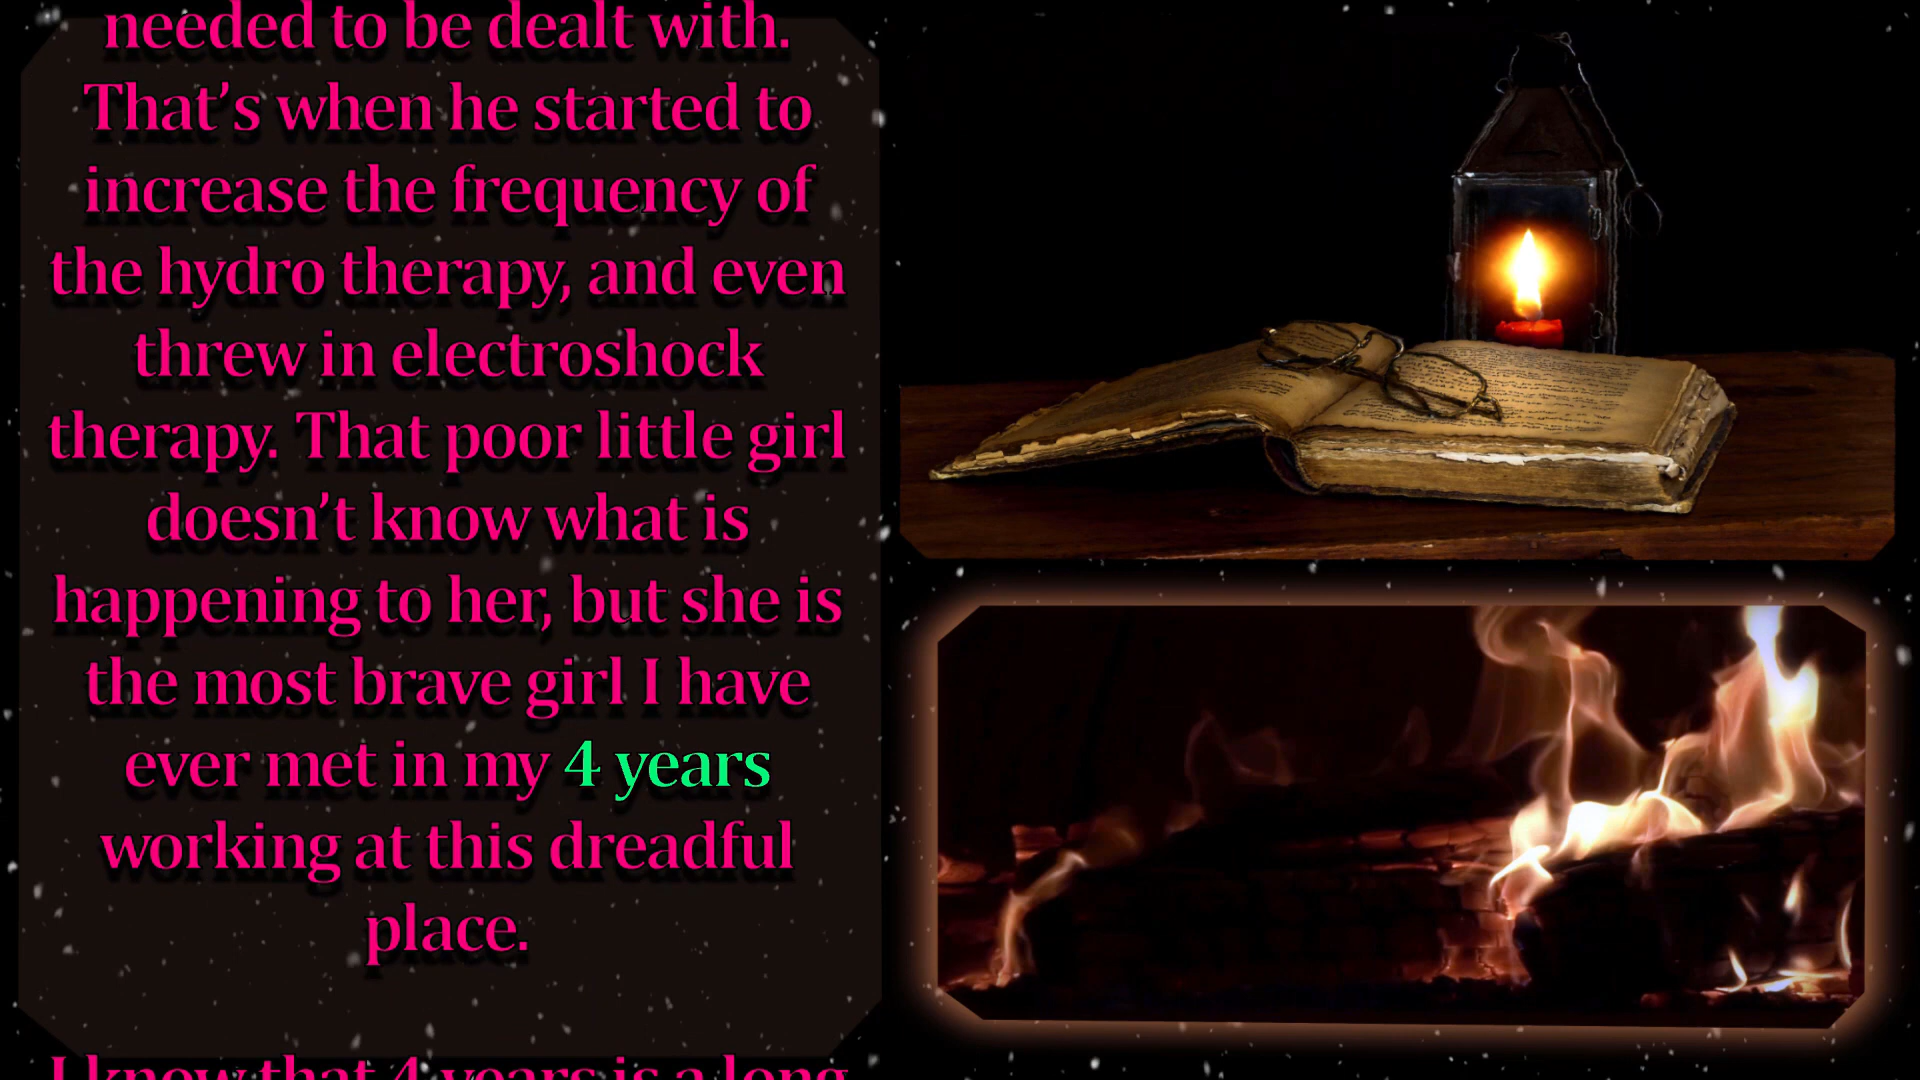 needed to be dealt with.
That’s when he started to
increase the frequency of
the hydro therapy, and even
threw in electroshock
therapy. That poor little girl
doesn’t know what is
happening to her, but she is
the most brave girl I have
ever met in my 4 years
working at this dreadful
place.
I know that 4 years is a long